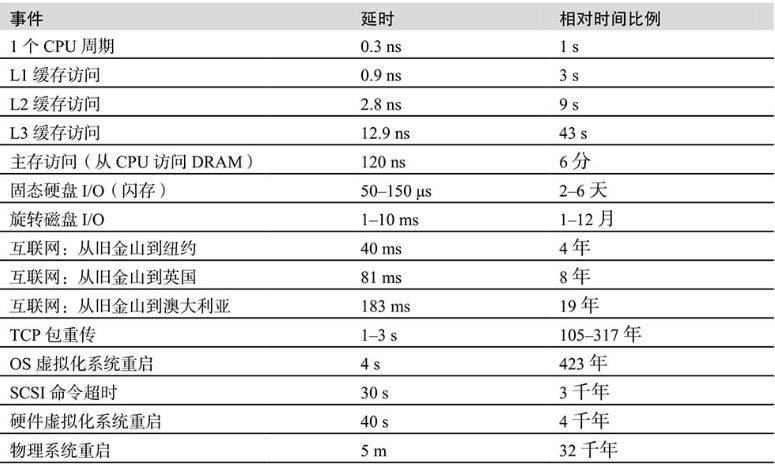 事件 延时 相对时间比例
1 个 CPU 周期 0.3 ns 1 s
L1 缓存访问 0.9 ns 3 s
L2 缓存访问 2.8 ns 9 s
L3 缓存访问 12.9 ns 43 s
主存访问（从 CPU 访问 DRAM） 120 ns 6 分
固态硬盘 I/O（闪存） 50–150 μs 2–6 天
旋转磁盘 I/O 1–10 ms 1–12 月
互联网：从旧金山到纽约 40 ms 4 年
互联网：从旧金山到英国 81 ms 8 年
互联网：从旧金山到澳大利亚 183 ms 19 年
TCP 包重传 1–3 s 105–317 年
OS 虚拟化系统重启 4 s 423 年
SCSI 命令超时 30 s 3 千年
硬件虚拟化系统重启 40 s 4 千年
物理系统重启 5 m 32 千年